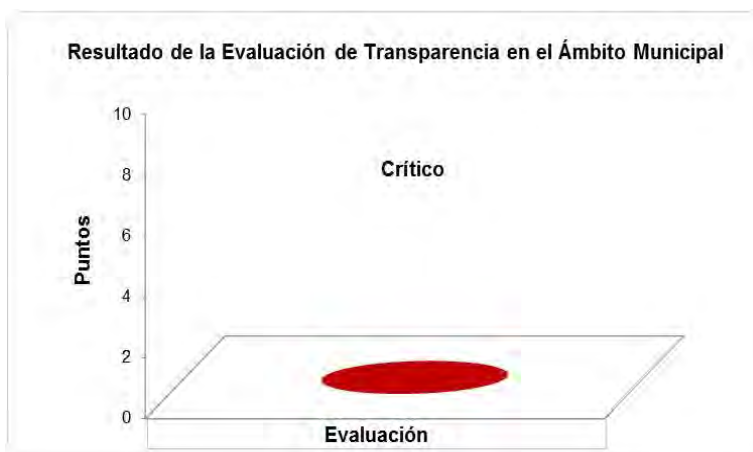 Resultado de la Evaluación de Transparencia en el Ámbito Municipal
10
Crítico
8
6
Puntos
4
2
0
Evaluación